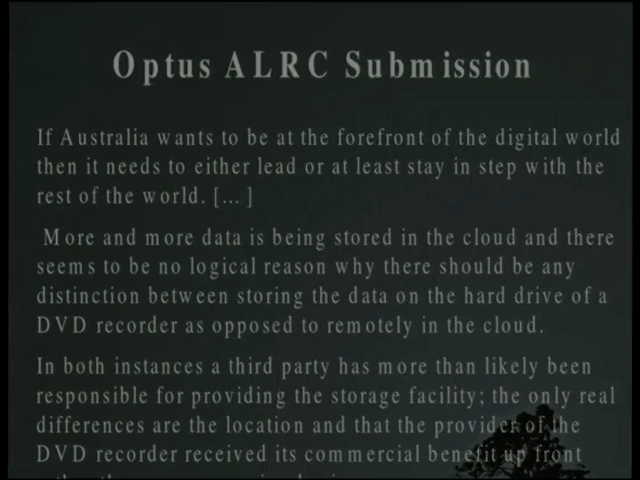 Optus ALRC Submission
If Australia wants to be at the forefront of the digital world
then it needs to either lead or at least stay in step with the
rest of the world. [... ]
More and more data is being stored in the cloud and there
seems to be no logical reason why there should be any
distinction between storing the data on the hard drive of a
DVD recorder as opposed to remotely in the cloud.
In both instances a third party has more than likely been
responsible for providing the storage facility; the only real
differences are the location and that the provider of the
DVD recorder received its commercial benefit up front